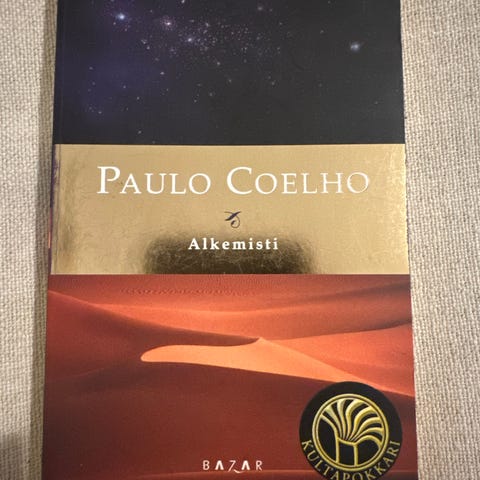 PAULO COELHO
Alkemisti
BAZAR
KULTAPOKKARI